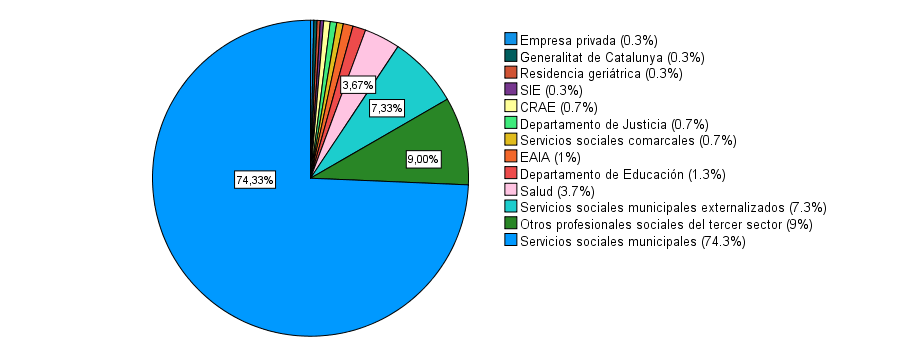 3,67%
7,33%
9,00%
74,33%
Empresa privada (0.3%)
Generalitat de Catalunya (0.3%)
Residencia geriátrica (0.3%)
SIE (0.3%)
CRAE (0.7%)
Departamento de Justicia (0.7%)
Servicios sociales comarcales (0.7%)
EAIA (1%)
Departamento de Educación (1.3%)
Salud (3.7%)
Servicios sociales municipales externalizados (7.3%)
Otros profesionales sociales del tercer sector (9%)
Servicios sociales municipales (74.3%)